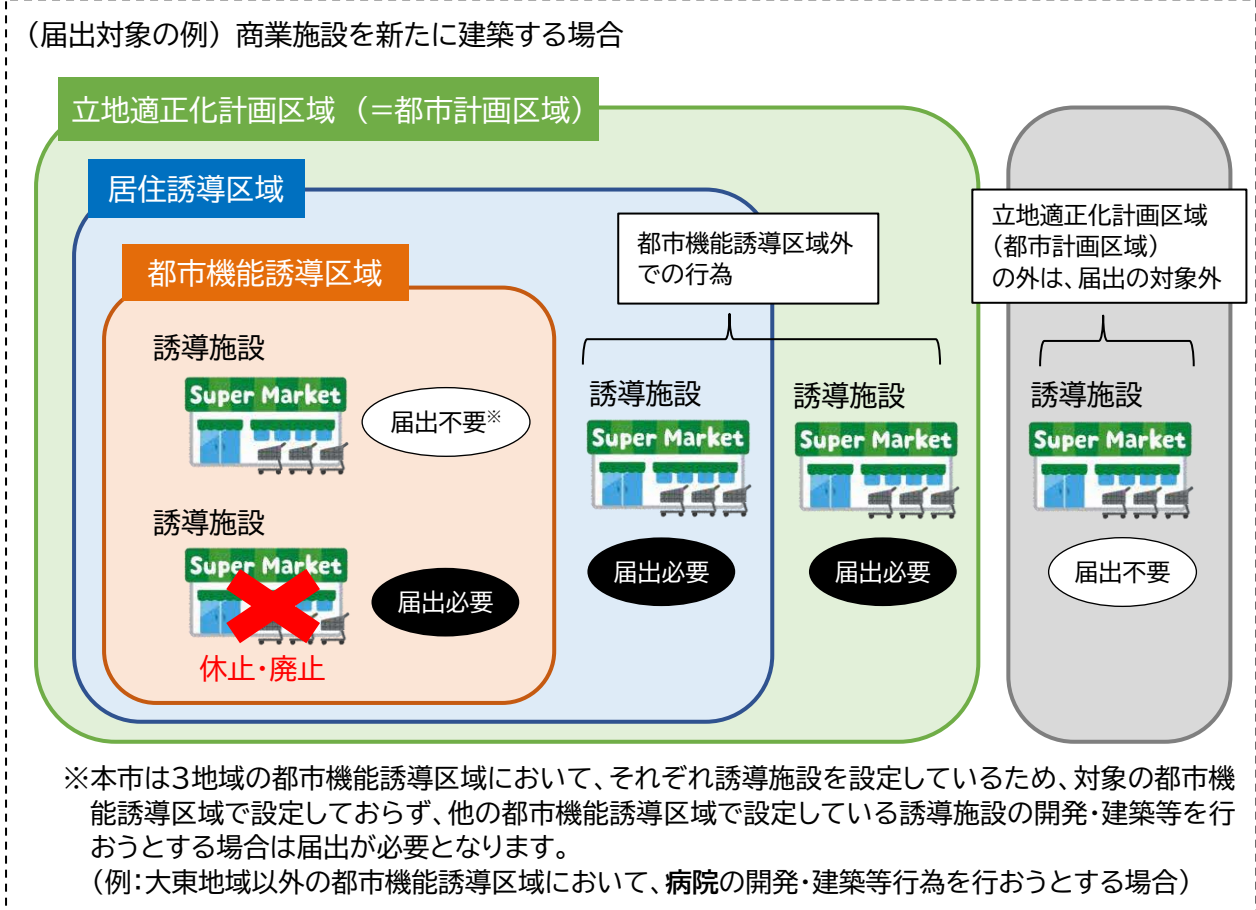 （届出対象の例）商業施設を新たに建築する場合
立地適正化計画区域（＝都市計画区域）
居住誘導区域
都市機能誘導区域
誘導施設
Super Market
届出不要※
誘導施設
Super Market
休止・廃止
届出必要
都市機能誘導区域外
での行為
誘導施設
Super Market
届出必要
誘導施設
Super Market
届出必要
立地適正化計画区域
（都市計画区域）
の外は、届出の対象外
誘導施設
Super Market
届出不要
※本市は３地域の都市機能誘導区域において、それぞれ誘導施設を設定しているため、対象の都市機
能誘導区域で設定しておらず、他の都市機能誘導区域で設定している誘導施設の開発・建築等を行
おうとする場合は届出が必要となります。
（例：大東地域以外の都市機能誘導区域において、病院の開発・建築等行為を行おうとする場合）